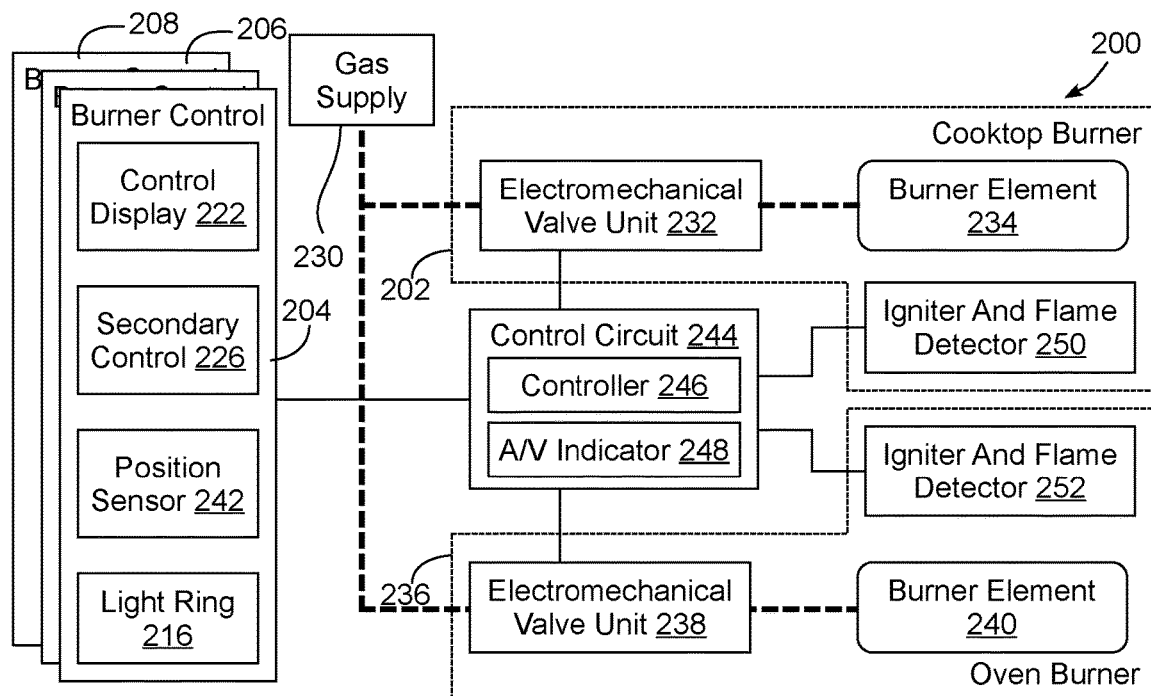 208
206
200
B
Burner Control
Gas
Supply
230
Cooktop Burner
Control
Display 222
Electromechanical
Valve Unit 232
Burner Element
234
202
Secondary
Control 226
204
Control Circuit 244
Controller 246
A/V Indicator 248
Igniter And Flame
Detector 250
Position
Sensor 242
Igniter And Flame
Detector 252
236
Light Ring
216
Electromechanical
Valve Unit 238
Burner Element
240
Oven Burner